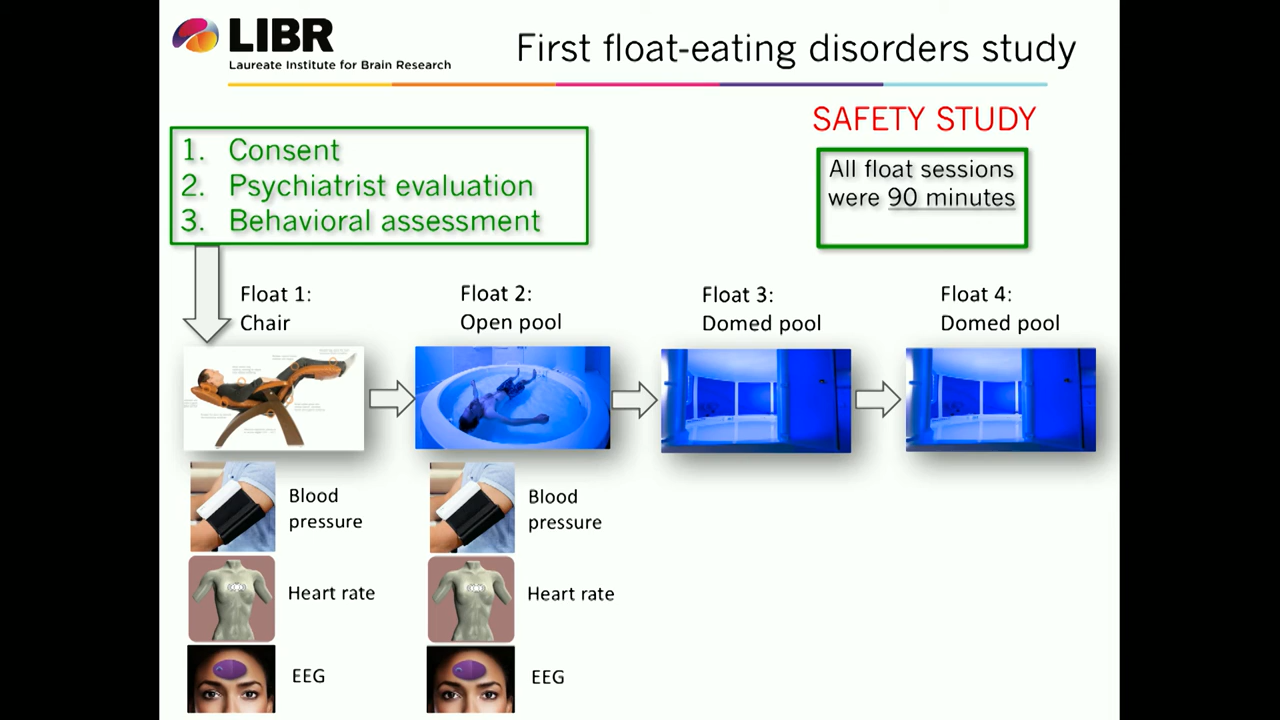 LIBR
Laureate Institute for Brain Research
First float-eating disorders study
SAFETY STUDY
1. Consent
2. Psychiatrist evaluation
3. Behavioral assessment
All float sessions
were 90 minutes
Float 1:
Chair
Float 2:
Open pool
Float 3:
Domed pool
Float 4:
Domed pool
Blood
pressure
Blood
pressure
Heart rate
Heart rate
EEG
EEG